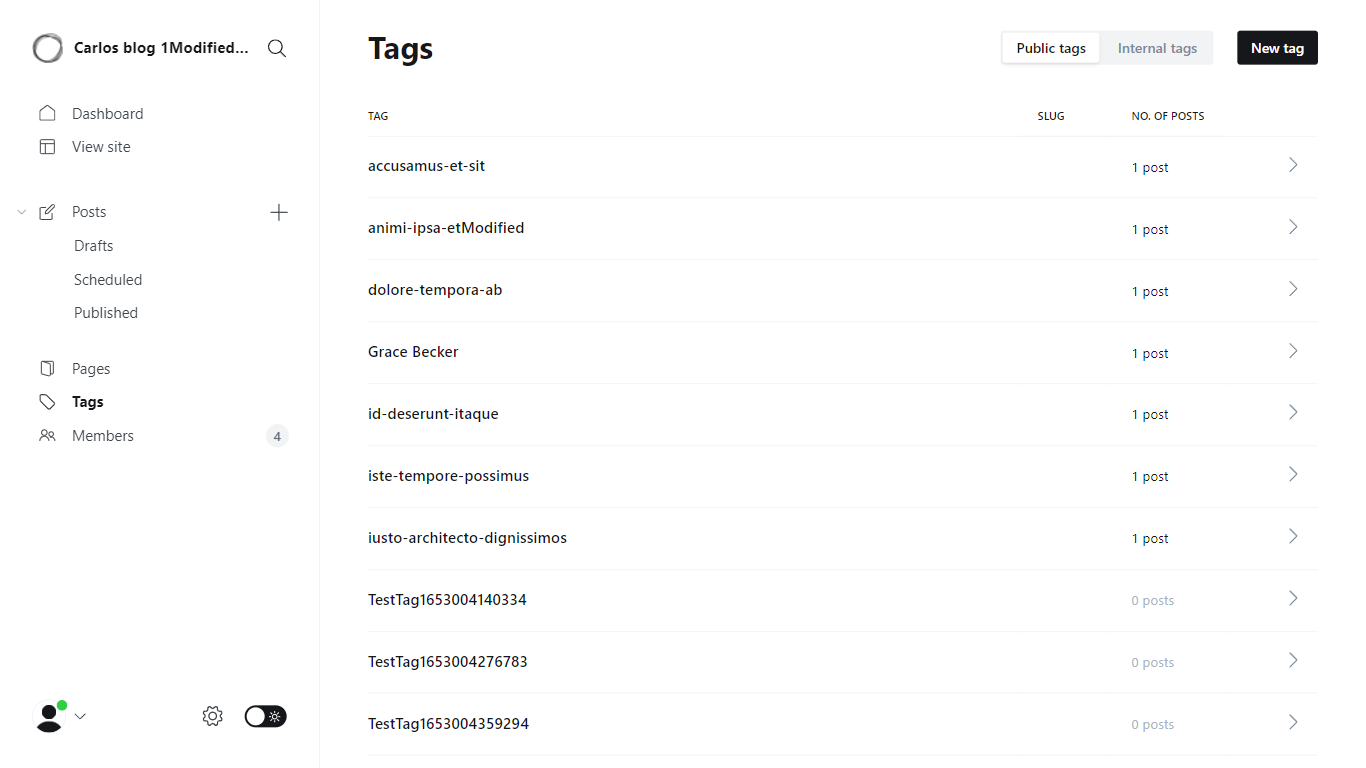 Carlos blog 1Modified...
Dashboard
View site
Posts
Drafts
Scheduled
Published
Pages
Tags
Members 4
Tags
Public tags Internal tags New tag
TAG SLUG NO. OF POSTS
accusamus-et-sit 1 post
animi-ipsa-etModified 1 post
dolore-tempora-ab 1 post
Grace Becker 1 post
id-deserunt-itaque 1 post
iste-tempore-possimus 1 post
iusto-architecto-dignissimos 1 post
TestTag1653004140334 0 posts
TestTag1653004276783 0 posts
TestTag1653004359294 0 posts